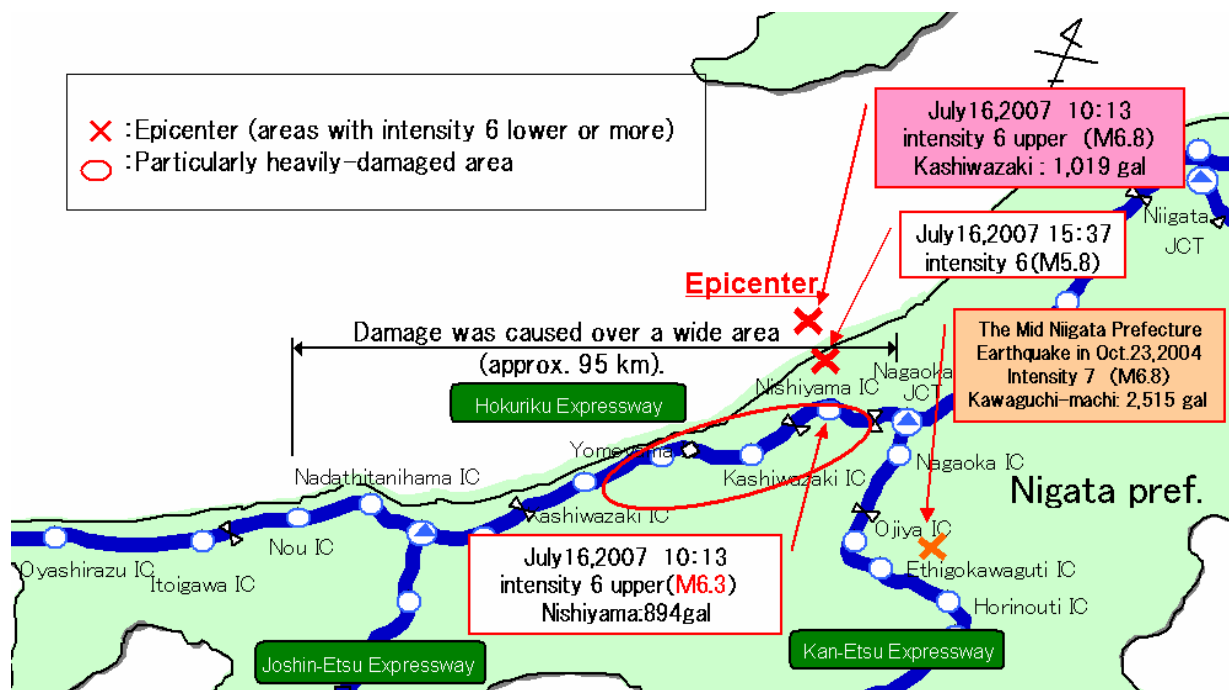 :Epicenter (areas with intensity 6 lower or more)
:Particularly heavily-damaged area
July16,2007 10:13
intensity 6 upper (M6.8)
Kashiwazaki : 1,019 gal
Niigata
JCT
July16,2007 15:37
intensity 6(M5.8)
Epicenter
The Mid Niigata Prefecture
Earthquake in Oct.23,2004
Intensity 7 (M6.8)
Kawaguchi-machi: 2,515 gal
Damage was caused over a wide area
(approx. 95 km).
Nishiyama IC
Nagaoka
JCT
Hokuriku Expressway
Nadathitanihama IC
Kashiwazaki IC
Nagaoka IC
Nigata pref.
Kashiwazaki IC
Ojiya IC
Nou IC
Oyashirazu IC
Itoigawa IC
Ethigokawaguti IC
Horinouti IC
July16,2007 10:13
intensity 6 upper(M6.3)
Nishiyama:894gal
Joshin-Etsu Expressway
Kan-Etsu Expressway